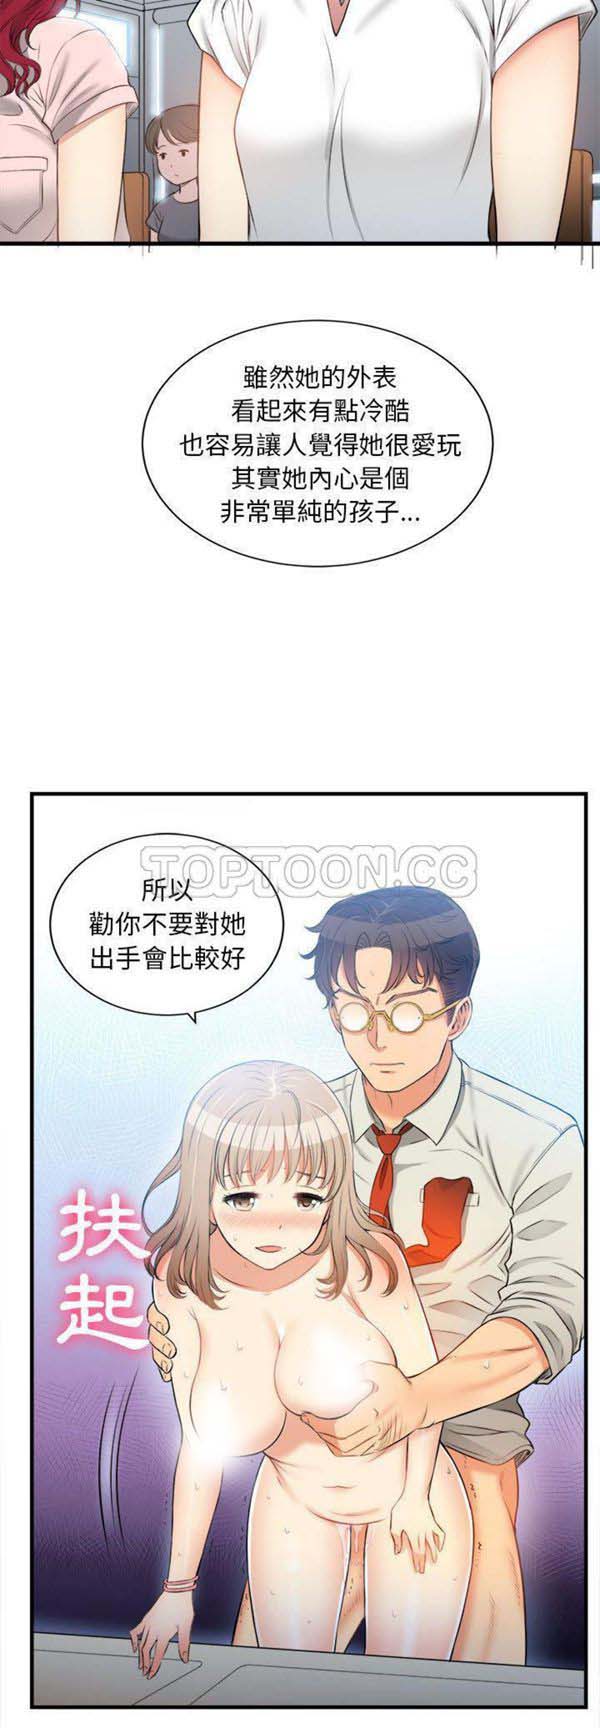 雖然她的外表
看起來有點冷酷
也容易讓人覺得她很愛玩
其實她內心是個
非常單純的孩子...
TOPTOON.CC
所以
勸你不要對她
出手會比較好
扶起